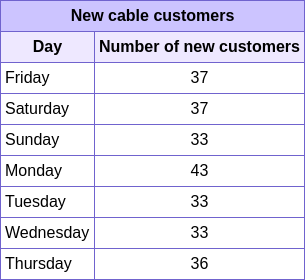 New cable customers
Day Number of new customers
Friday 37
Saturday 37
Sunday 33
Monday 43
Tuesday 33
Wednesday 33
Thursday 36